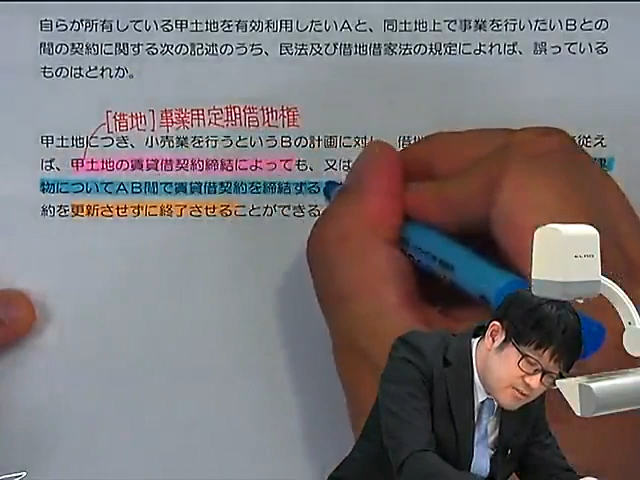 自らが所有している甲土地を有効利用したいAと、同土地上で事業を行いたいBとの
間の契約に関する次の記述のうち、民法及び借地借家法の規定によれば、誤っている
ものはどれか。
[借地]事業用定期借地権
甲土地につき、小売業を行うというBの計画に対し、借地 従え
ば、甲土地の賃貸借契約締結によっても、又は 建
物についてAB間で賃貸借契約を締結する
約を更新させずに終了させることができる。